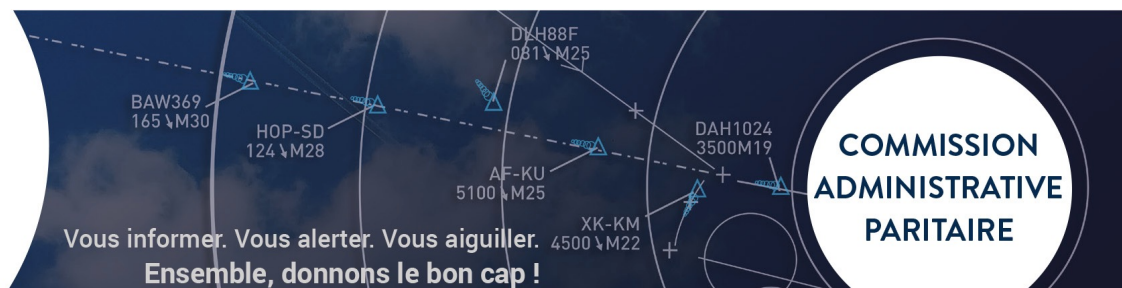 DLH88F
081↘M25
BAW369
165↘M30
HOP-SD
124↘M28
DAH1024
3500M19
AF-KU
5100↘M25
XK-KM
4500↘M22
COMMISSION
ADMINISTRATIVE
PARITAIRE
Vous informer. Vous alerter. Vous aiguiller.
Ensemble, donnons le bon cap !